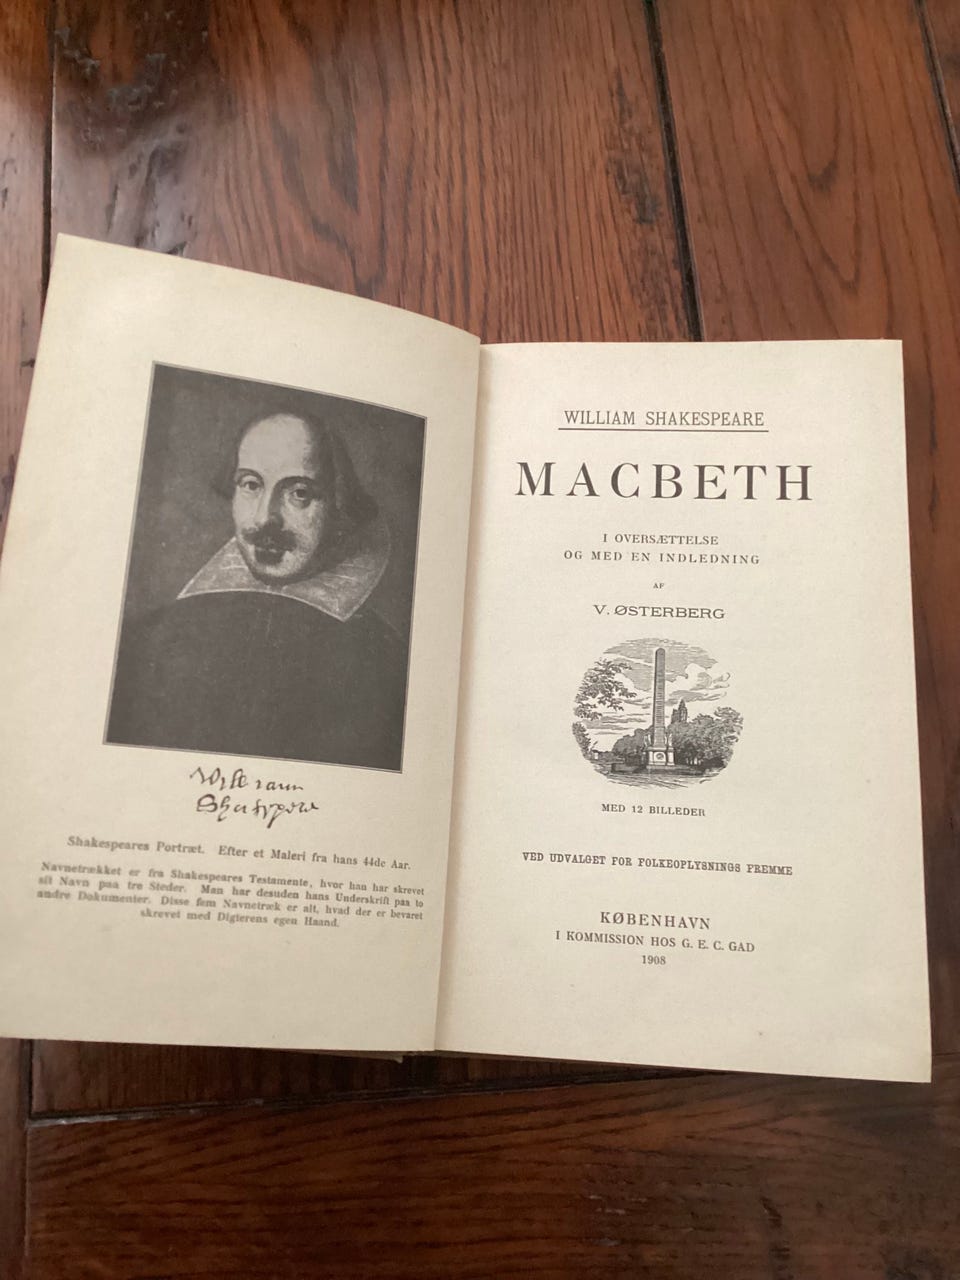 William
Shakspere
Shakespeares Portræt. Efter et Maleri fra hans 44de Aar.
Navnetrækket er fra Shakespeares Testamente, hvor han har skrevet
sit Navn paa tre Steder. Man har desuden hans Underskrift paa to
andre Dokumenter. Disse fem Navnetræk er alt, hvad der er bevaret
skrevet med Digterens egen Haand.
WILLIAM SHAKESPEARE
MACBETH
I OVERSÆTTELSE
OG MED EN INDLEDNING
AF
V. ØSTERBERG
MED 12 BILLEDER
VED UDVALGET FOR FOLKEOPLYSNINGS FREMME
KØBENHAVN
I KOMMISSION HOS G. E. C. GAD
1908